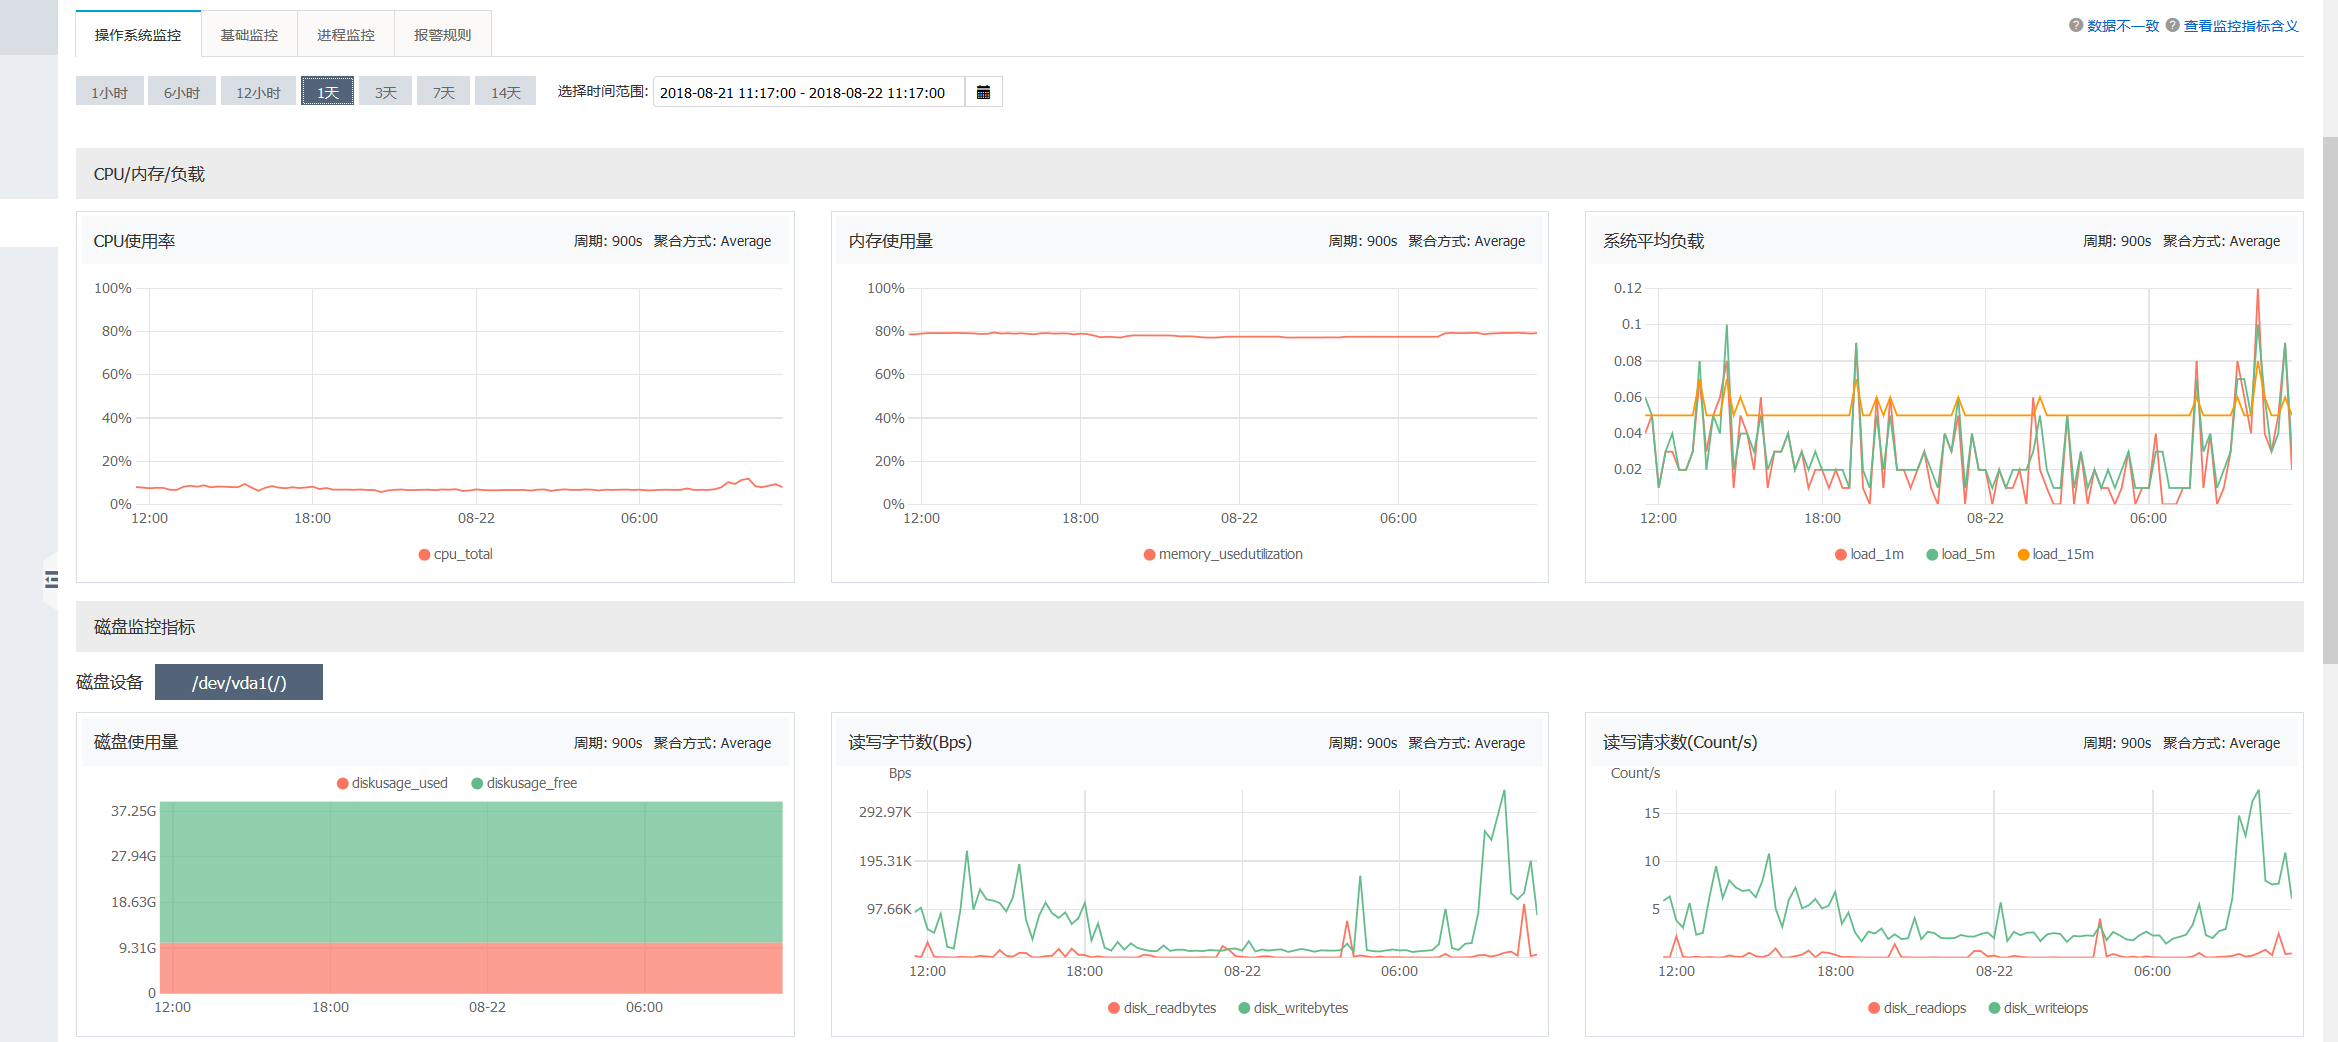 操作系统监控 基础监控 进程监控 报警规则 数据不一致 查看监控指标含义
1小时 6小时 12小时 1天 3天 7天 14天 选择时间范围: 2018-08-21 11:17:00 - 2018-08-22 11:17:00
CPU/内存/负载
CPU使用率 周期: 900s 聚合方式: Average
100%
80%
60%
40%
20%
0%
12:00 18:00 08-22 06:00
cpu_total
内存使用量 周期: 900s 聚合方式: Average
100%
80%
60%
40%
20%
0%
12:00 18:00 08-22 06:00
memory_usedutilization
系统平均负载 周期: 900s 聚合方式: Average
0.12
0.1
0.08
0.06
0.04
0.02
12:00 18:00 08-22 06:00
load_1m load_5m load_15m
磁盘监控指标
磁盘设备 /dev/vda1(/)
磁盘使用量 周期: 900s 聚合方式: Average
diskusage_used diskusage_free
37.25G
27.94G
18.63G
9.31G
0
12:00 18:00 08-22 06:00
读写字节数(Bps) 周期: 900s 聚合方式: Average
Bps
292.97K
195.31K
97.66K
12:00 18:00 08-22 06:00
disk_readbytes disk_writebytes
读写请求数(Count/s) 周期: 900s 聚合方式: Average
Count/s
15
10
5
12:00 18:00 08-22 06:00
disk_readiops disk_writeiops